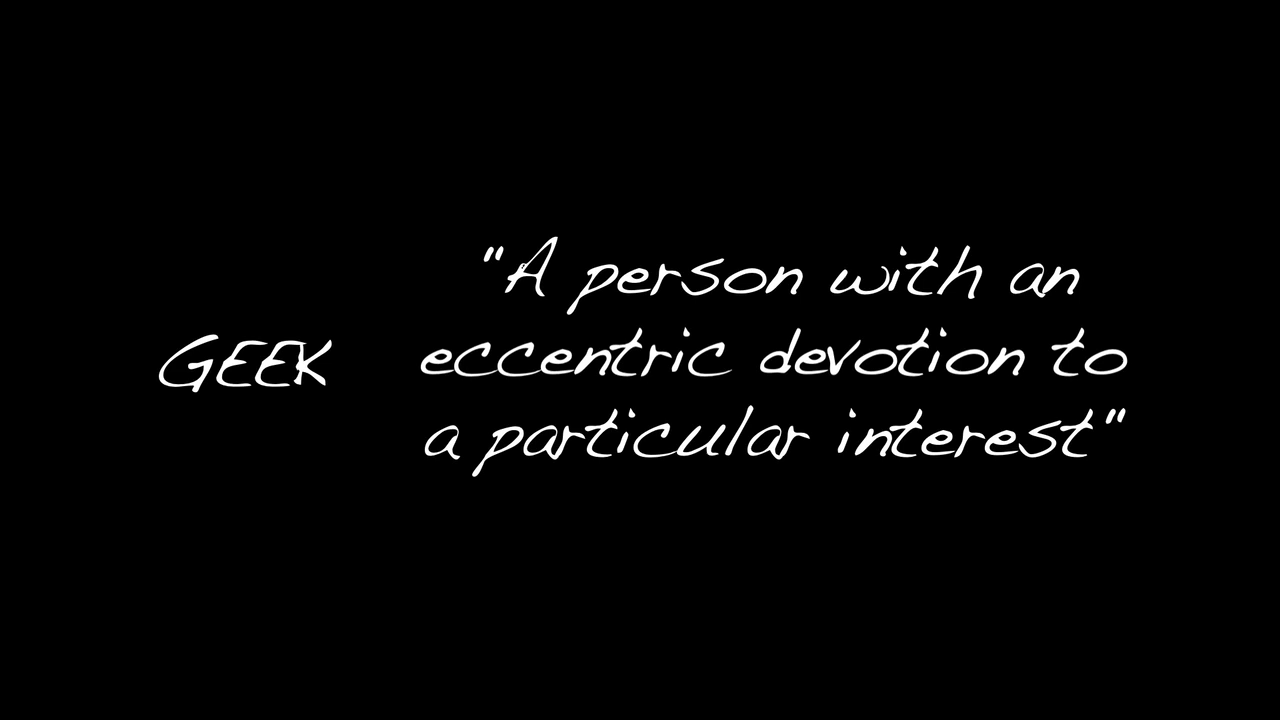 GEEK
"A person with an
eccentric devotion to
a particular interest"